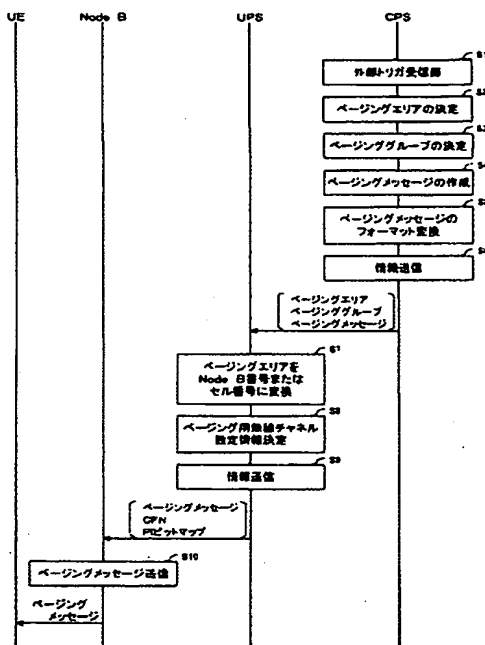 UE
Node B
UPS
CPS
S1
外部トリガ受信部
S2
ページングエリアの決定
S3
ページンググループの決定
S4
ページングメッセージの作成
S5
ページングメッセージの
フォーマット変換
S6
情報送信
ページングエリア
ページンググループ
ページングメッセージ
S7
ページングエリアを
Node B番号または
セル番号に変換
S8
ページング用無線チャネル
設定情報決定
S9
情報送信
ページングメッセージ
CFN
PIビットマップ
S10
ページングメッセージ送信
ページング
メッセージ